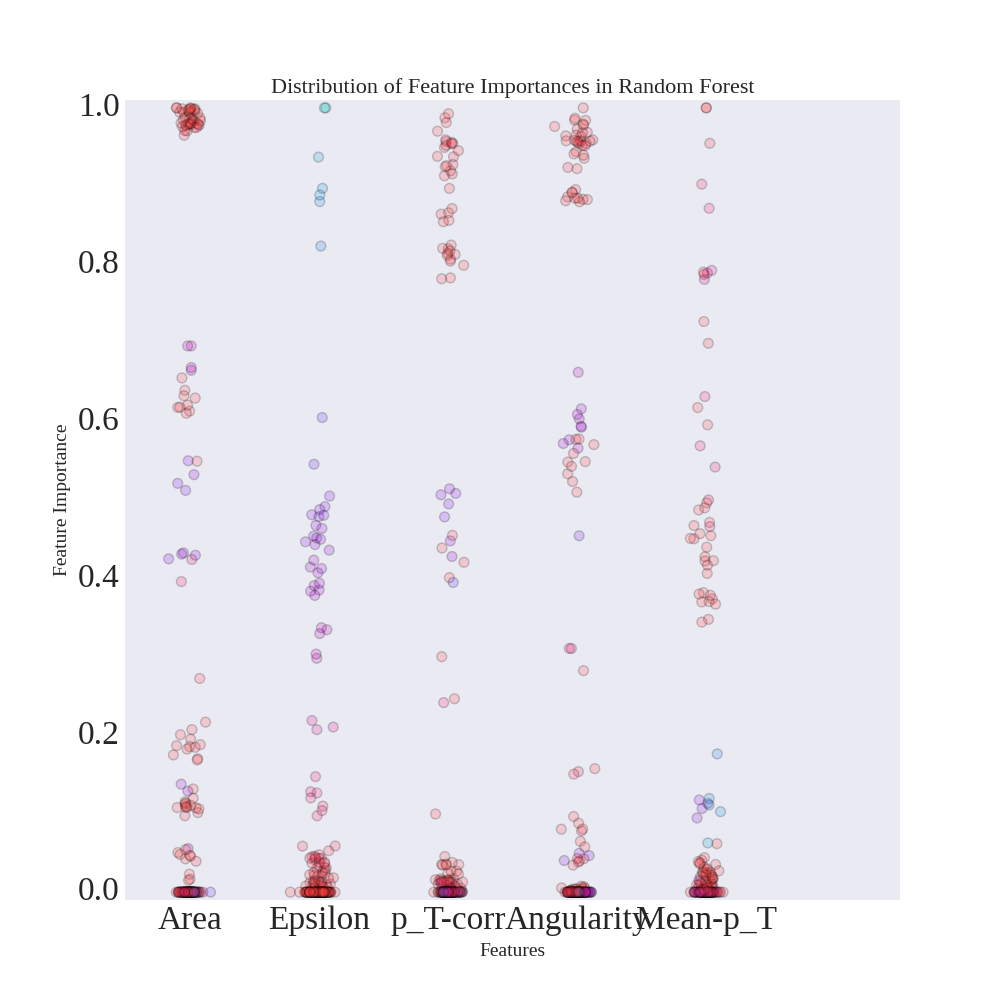 Distribution of Feature Importances in Random Forest
1.0
0.8
0.6
0.4
0.2
0.0
Feature Importance
Area Epsilon p_T-corr Angularity Mean-p_T
Features